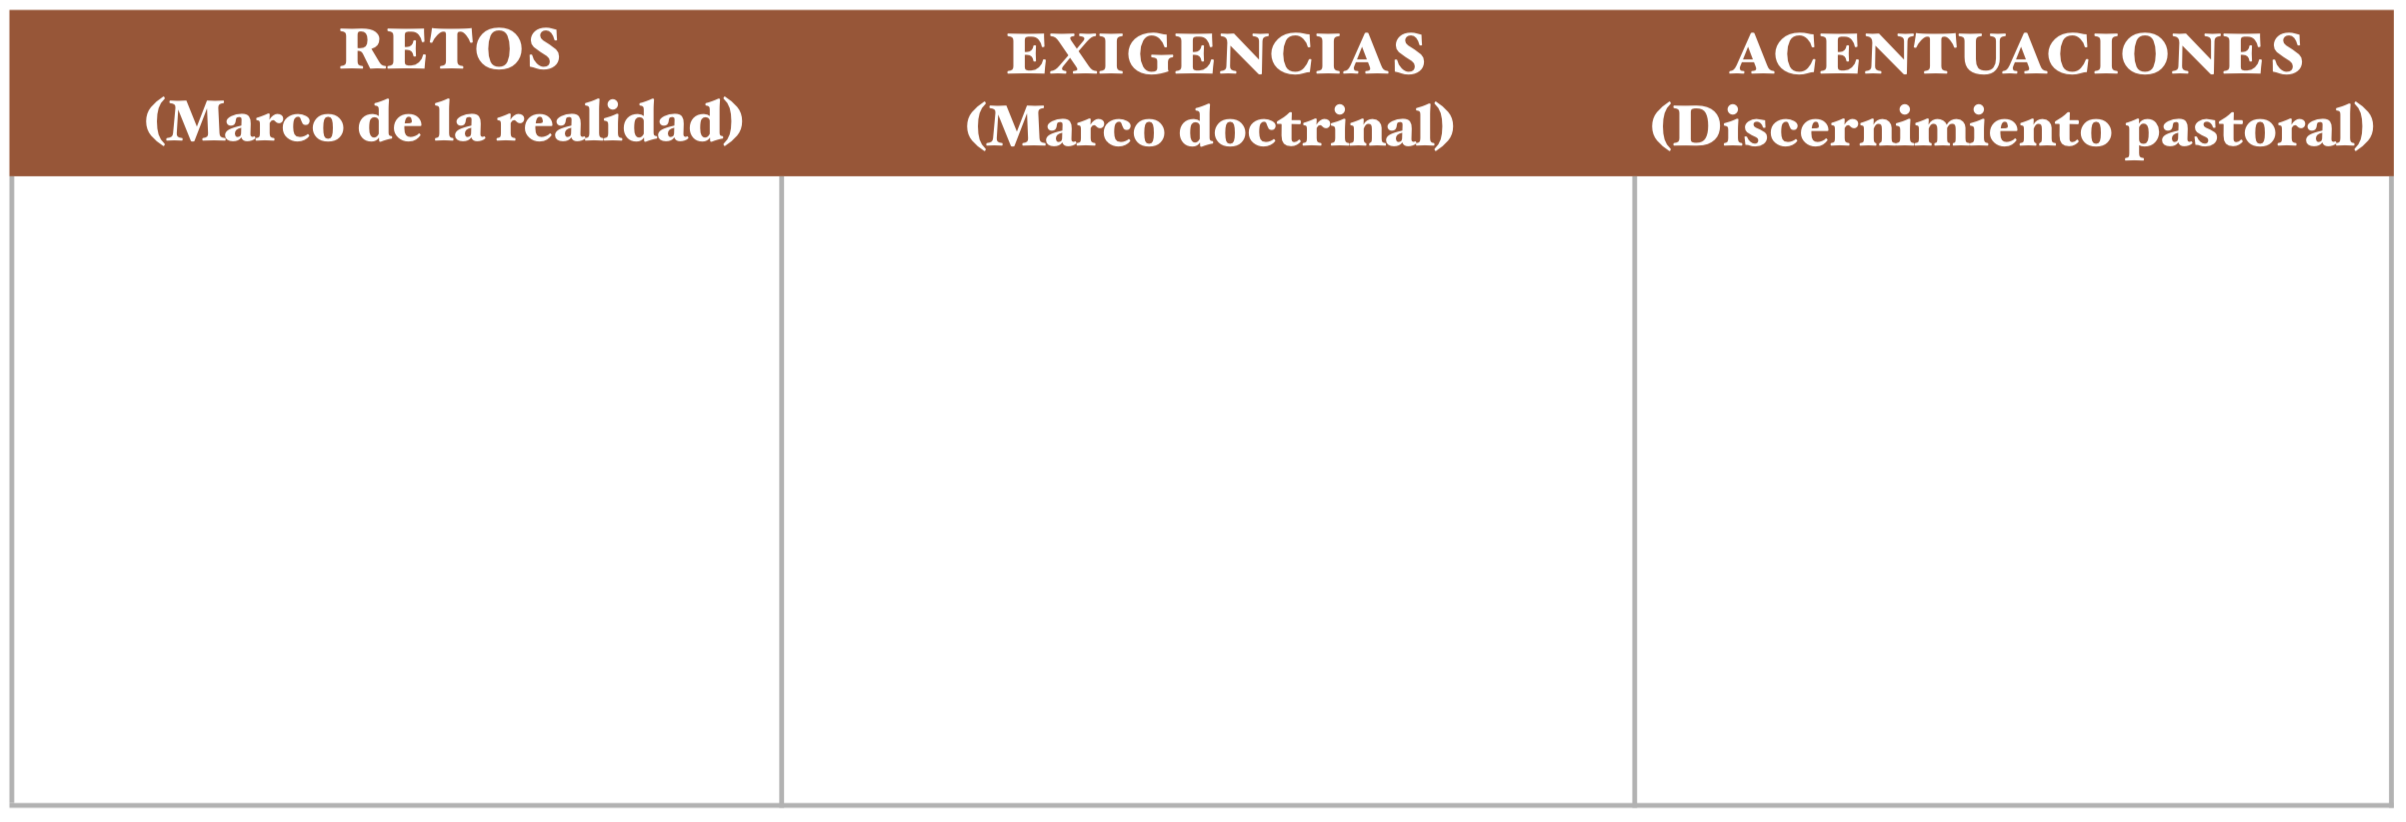 RETOS
(Marco de la realidad)
EXIGENCIAS
(Marco doctrinal)
ACENTUACIONES
(Discernimiento pastoral)